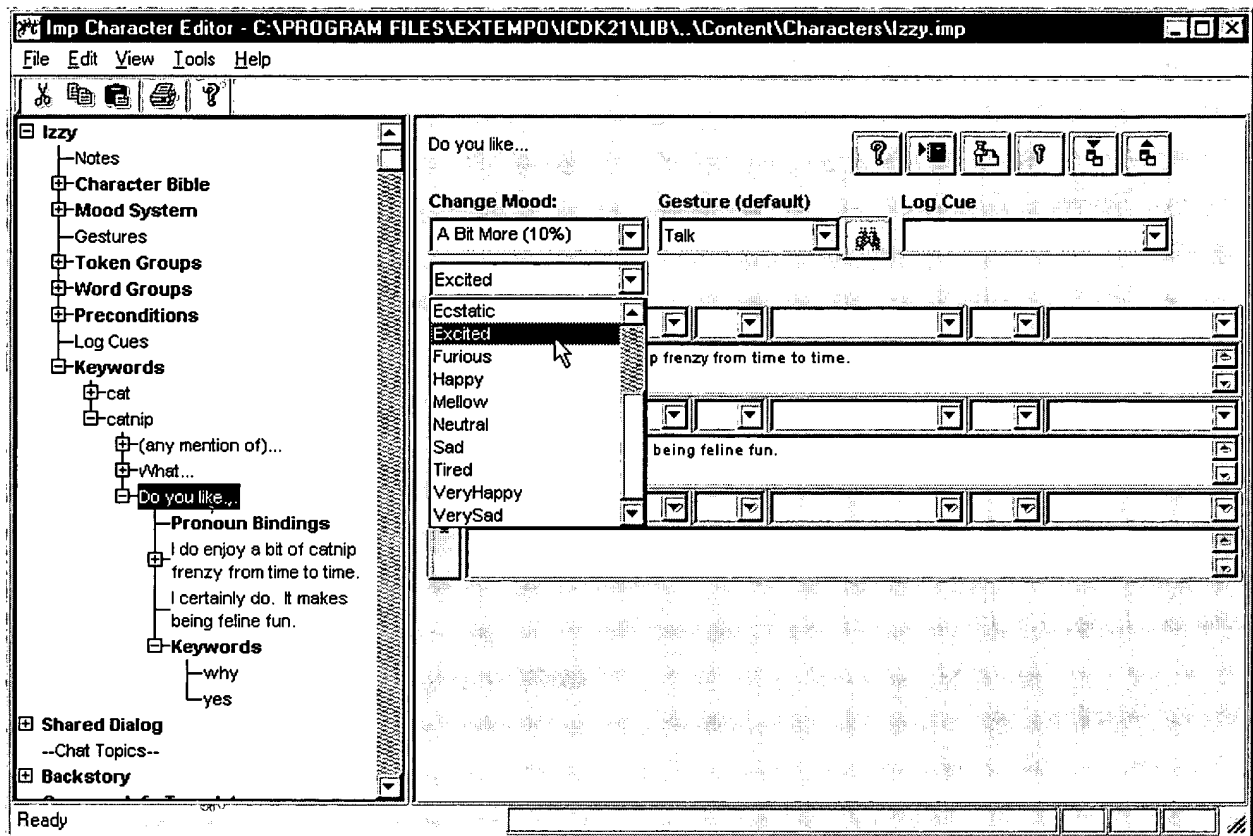 Imp Character Editor - C:\PROGRAM FILES\EXTEMPO\ICDK21\LIB\..\Content\Characters\Izzy.imp
File Edit View Tools Help
Izzy
Notes
Character Bible
Mood System
Gestures
Token Groups
Word Groups
Preconditions
Log Cues
Keywords
cat
catnip
(any mention of)...
What...
Do you like...
Pronoun Bindings
I do enjoy a bit of catnip
frenzy from time to time.
I certainly do. It makes
being feline fun.
Keywords
why
yes
Shared Dialog
--Chat Topics--
Backstory
Do you like...
Change Mood: Gesture (default) Log Cue
A Bit More (10%) Talk
Excited
Ecstatic
Excited
Furious
Happy
Mellow
Neutral
Sad
Tired
VeryHappy
VerySad
p frenzy from time to time.
being feline fun.
Ready